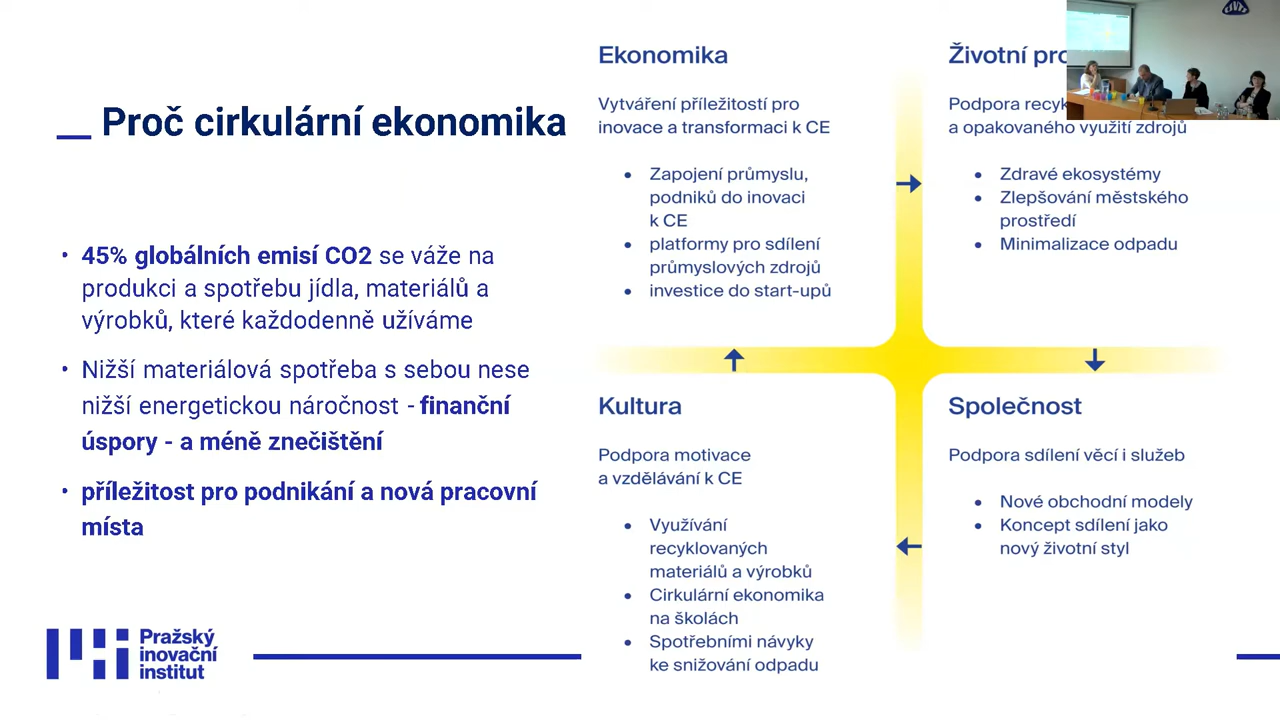 Proč cirkulární ekonomika
• 45% globálních emisí CO2 se váže na
produkci a spotřebu jídla, materiálů a
výrobků, které každodenně užíváme
• Nižší materiálová spotřeba s sebou nese
nižší energetickou náročnost - finanční
úspory - a méně znečištění
• příležitost pro podnikání a nová pracovní
místa
Ekonomika
Vytváření příležitostí pro
inovace a transformaci k CE
• Zapojení průmyslu,
podniků do inovaci
k CE
• platformy pro sdílení
průmyslových zdrojů
• investice do start-upů
Životní
Podpora
a opakovaného využití zdrojů
• Zdravé ekosystémy
• Zlepšování městského
prostředí
• Minimalizace odpadu
Kultura
Podpora motivace
a vzdělávání k CE
• Využívání
recyklovaných
materiálů a výrobků
• Cirkulární ekonomika
na školách
• Spotřebními návyky
ke snižování odpadu
Společnost
Podpora sdílení věcí i služeb
• Nové obchodní modely
• Koncept sdílení jako
nový životní styl
Pražský
inovační
institut